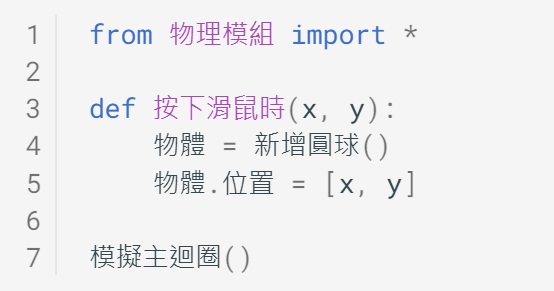 1 from 物理模組 import *
2
3 def 按下滑鼠時(x, y):
4     物體 = 新增圓球()
5     物體.位置 = [x, y]
6
7 模擬主迴圈()